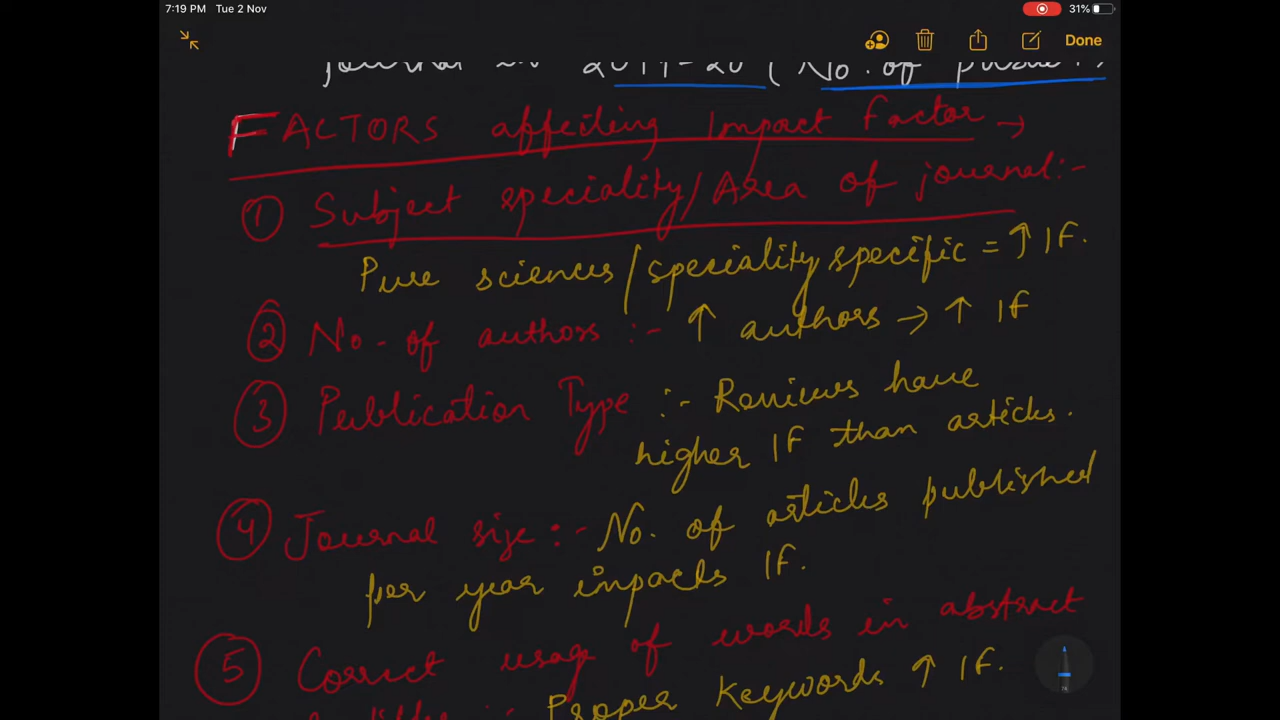 7:19 PM Tue 2 Nov 31%
Done
journal in 2019-20 (No. of
FACTORS affecting Impact Factor →
① Subject speciality/Area of journal:-
Pure sciences/speciality specific = ↑ IF.
② No. of authors :- ↑ authors → ↑ IF
③ Publication Type :- Reviews have
higher IF than articles.
④ Journal size :- No. of articles published
per year impacts IF.
⑤ Correct usage of words in abstract
Proper Keywords ↑ IF.